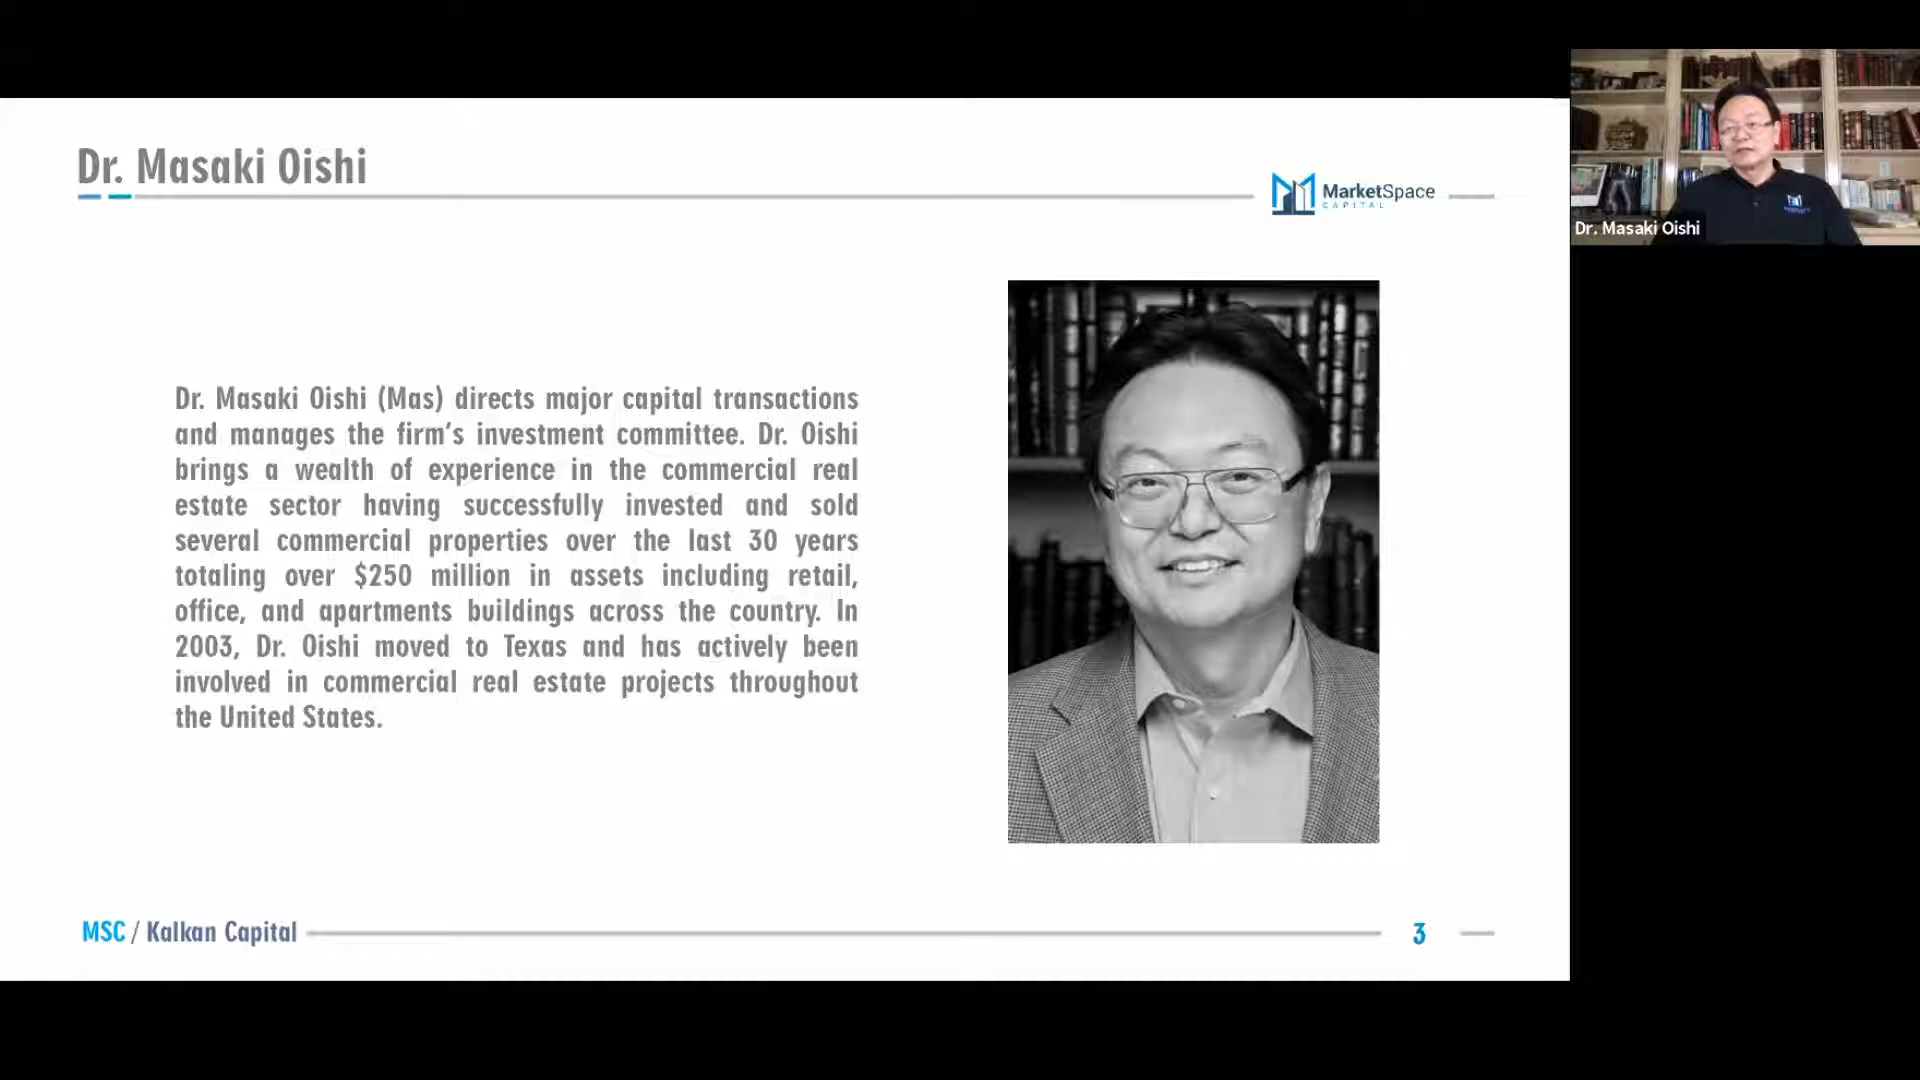 Dr. Masaki Oishi
MarketSpace
CAPITAL
Dr. Masaki Oishi
Dr. Masaki Oishi (Mas) directs major capital transactions
and manages the firm's investment committee. Dr. Oishi
brings a wealth of experience in the commercial real
estate sector having successfully invested and sold
several commercial properties over the last 30 years
totaling over $250 million in assets including retail,
office, and apartments buildings across the country. In
2003, Dr. Oishi moved to Texas and has actively been
involved in commercial real estate projects throughout
the United States.
MSC / Kalkan Capital
3